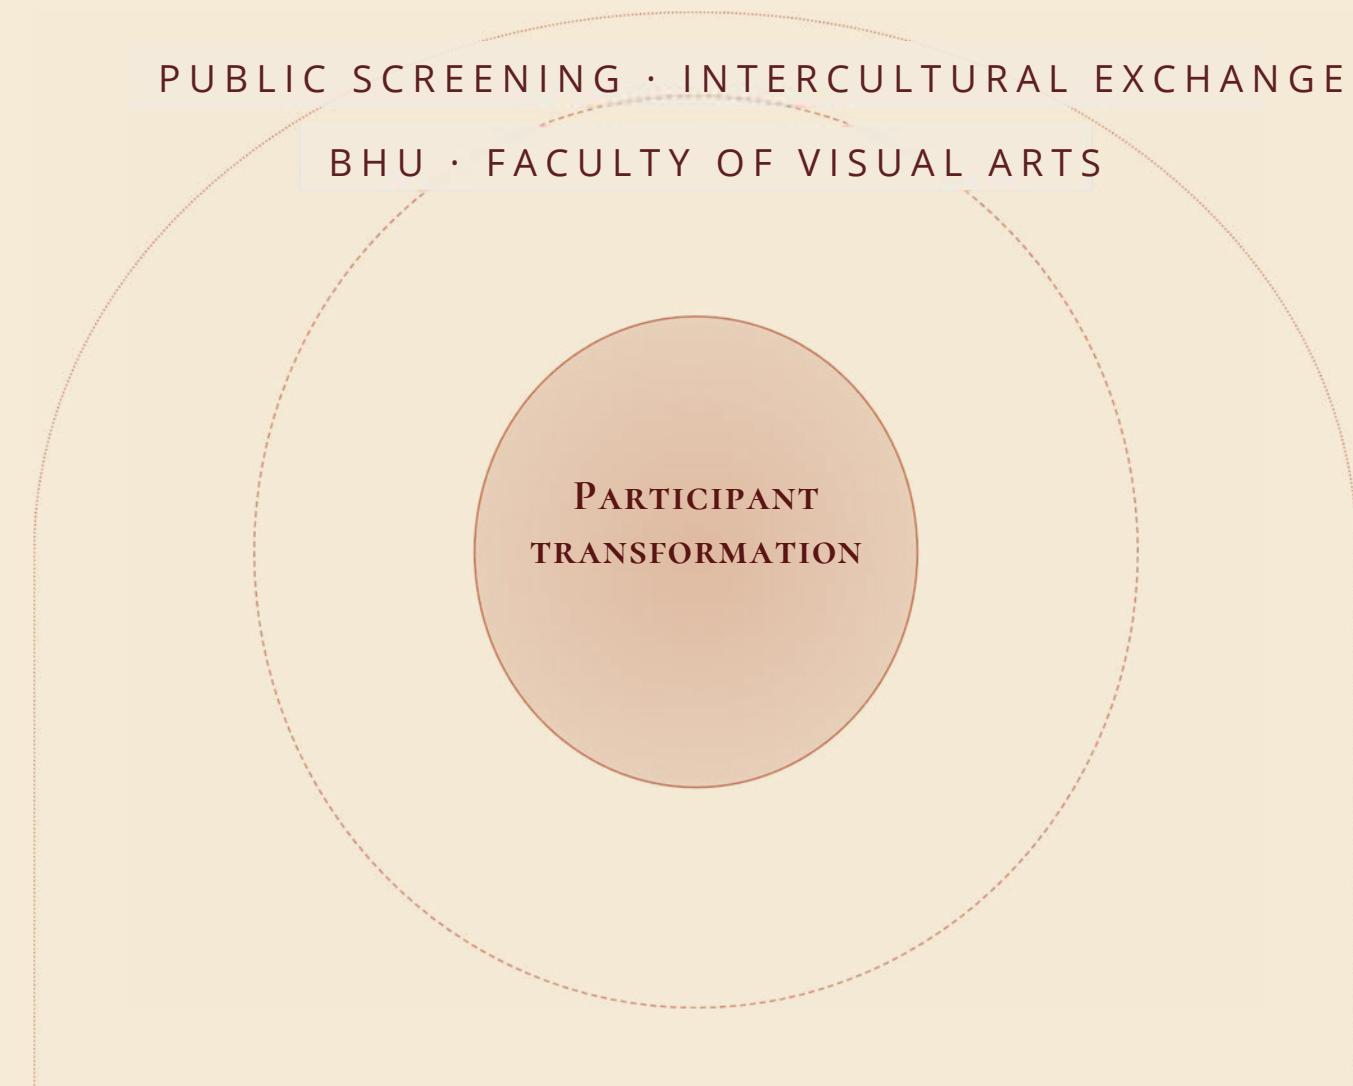 PUBLIC SCREENING · INTERCULTURAL EXCHANGE
BHU · FACULTY OF VISUAL ARTS
Participant
transformation